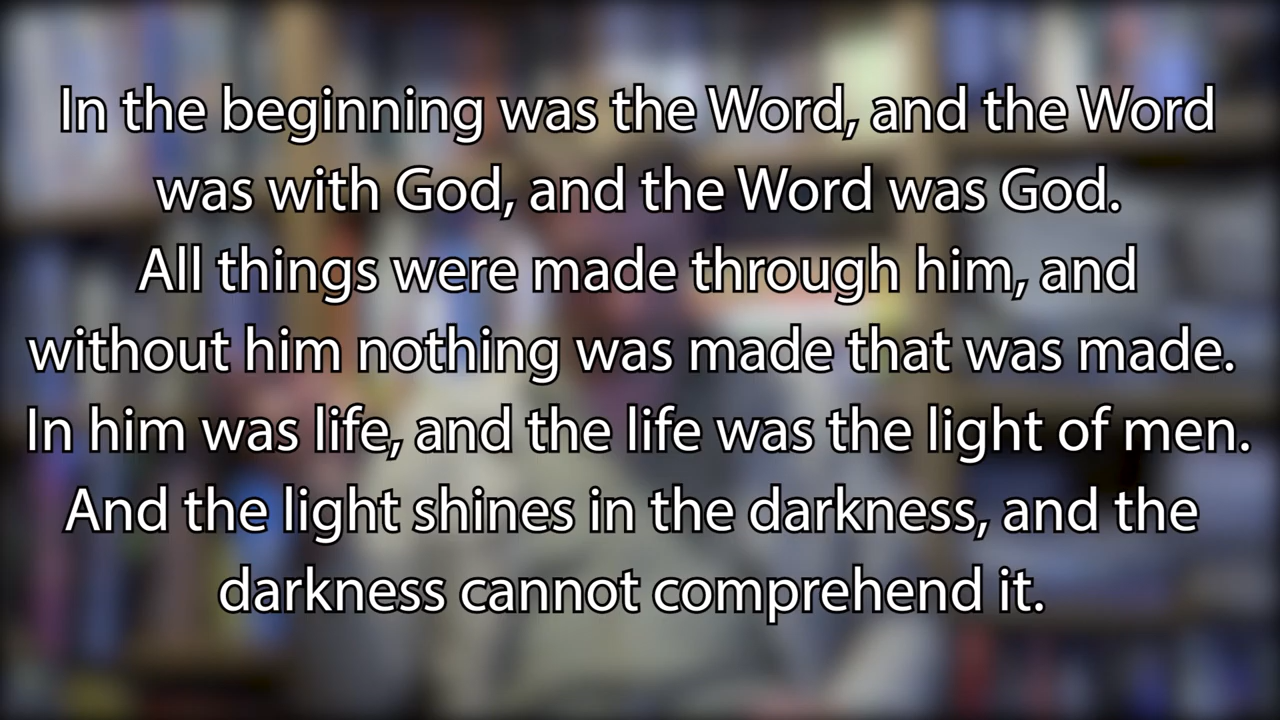 In the beginning was the Word, and the Word
was with God, and the Word was God.
All things were made through him, and
without him nothing was made that was made.
In him was life, and the life was the light of men.
And the light shines in the darkness, and the
darkness cannot comprehend it.